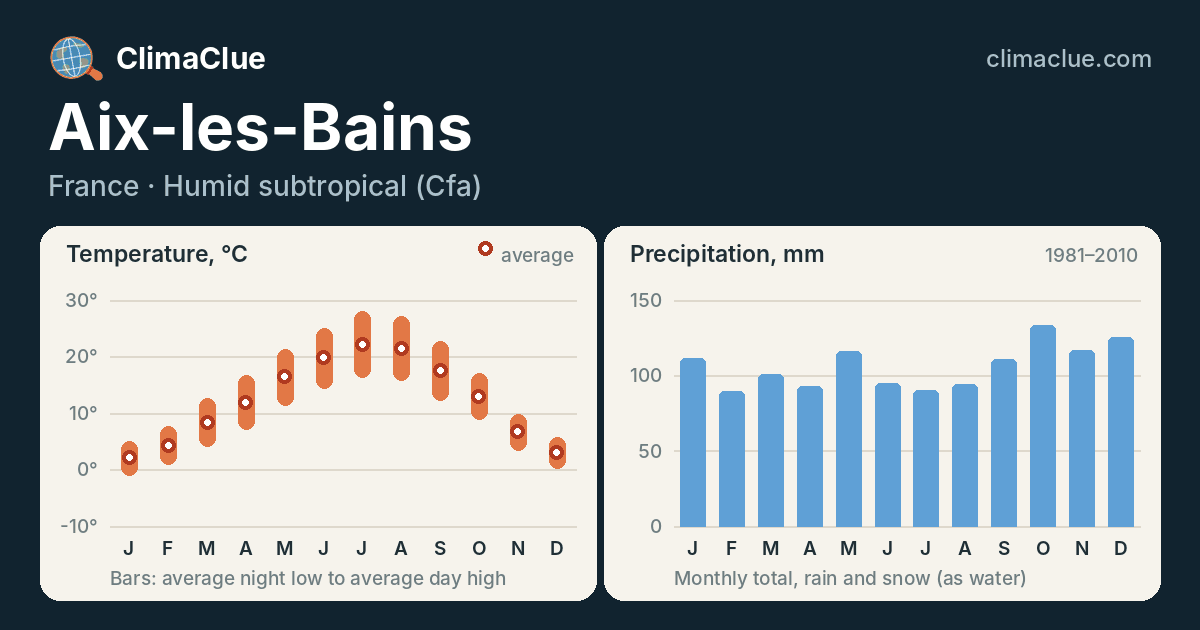 ClimaClue
climaclue.com
Aix-les-Bains
France · Humid subtropical (Cfa)
Temperature, °C
average
30°
20°
10°
0°
-10°
J F M A M J J A S O N D
Bars: average night low to average day high
Precipitation, mm
1981–2010
150
100
50
0
J F M A M J J A S O N D
Monthly total, rain and snow (as water)